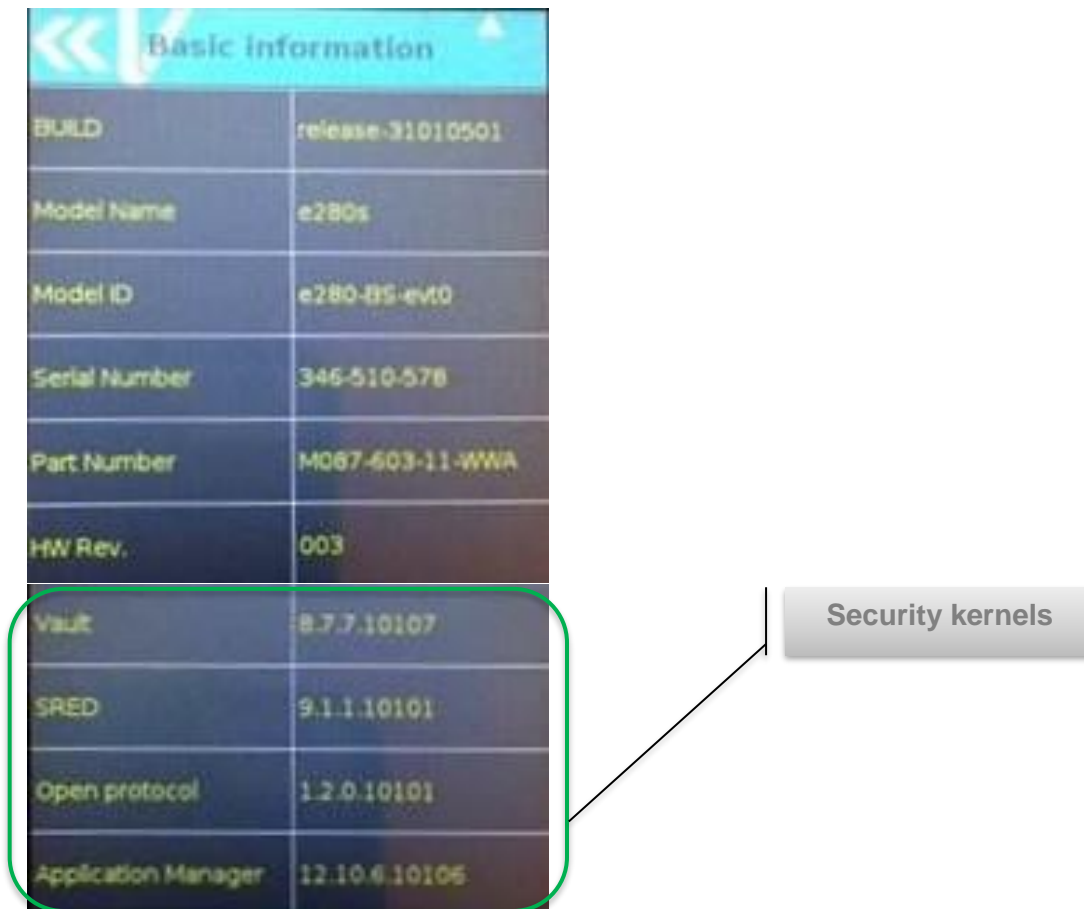 Basic information
BUILD release-31010501
Model Name e280s
Model ID e280-BS-evt0
Serial Number 346-510-578
Part Number M087-603-11-WWA
HW Rev. 003
Vault 8.7.7.10107
SRED 9.1.1.10101
Open protocol 1.2.0.10101
Application Manager 12.10.6.10106
Security kernels